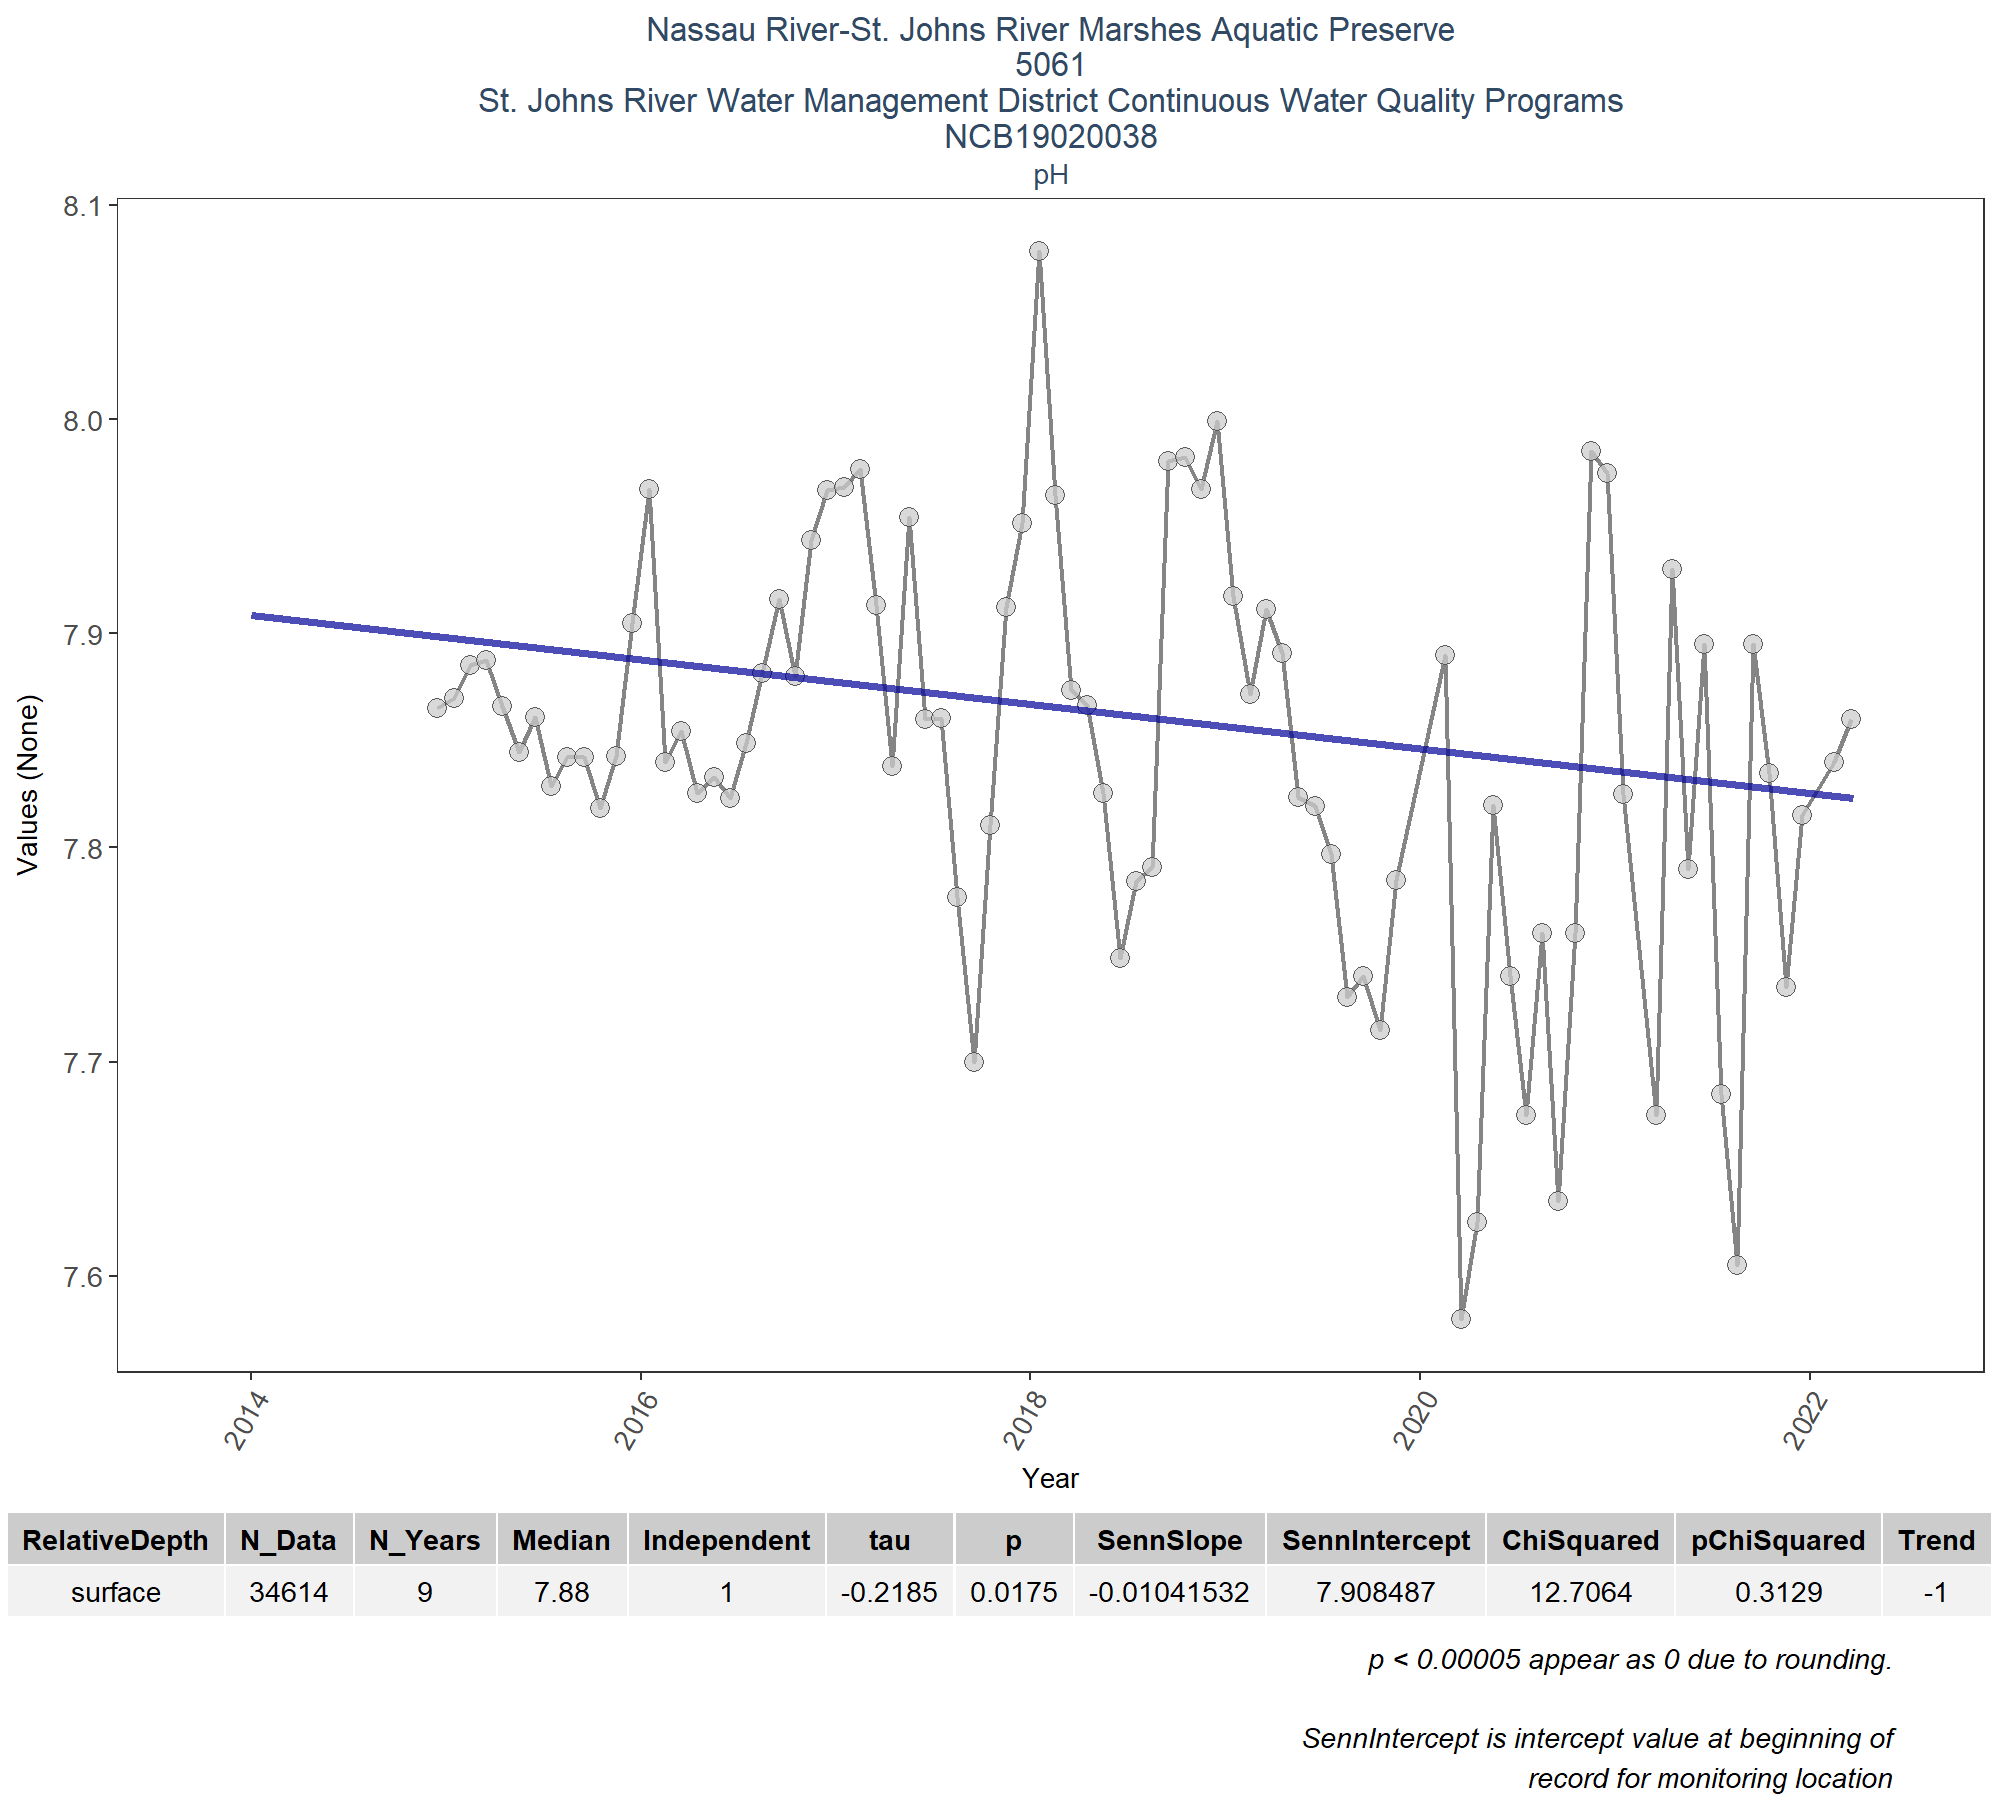 Nassau River-St. Johns River Marshes Aquatic Preserve
5061
St. Johns River Water Management District Continuous Water Quality Programs
NCB19020038
pH
8.1
8.0
7.9
7.8
7.7
7.6
Values (None)
2014 2016 2018 2020 2022
Year
RelativeDepth N_Data N_Years Median Independent tau p SennSlope SennIntercept ChiSquared pChiSquared Trend
surface 34614 9 7.88 1 -0.2185 0.0175 -0.01041532 7.908487 12.7064 0.3129 -1
p < 0.00005 appear as 0 due to rounding.
SennIntercept is intercept value at beginning of
record for monitoring location